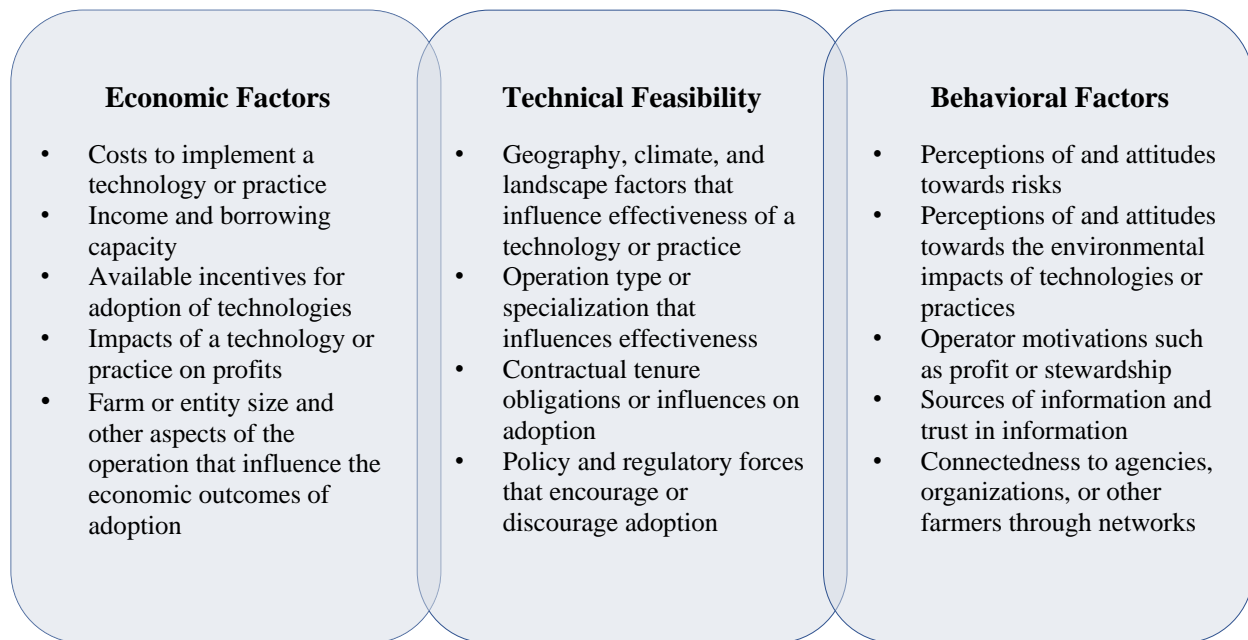 Economic Factors
• Costs to implement a
technology or practice
• Income and borrowing
capacity
• Available incentives for
adoption of technologies
• Impacts of a technology or
practice on profits
• Farm or entity size and
other aspects of the
operation that influence the
economic outcomes of
adoption
Technical Feasibility
• Geography, climate, and
landscape factors that
influence effectiveness of a
technology or practice
• Operation type or
specialization that
influences effectiveness
• Contractual tenure
obligations or influences on
adoption
• Policy and regulatory forces
that encourage or
discourage adoption
Behavioral Factors
• Perceptions of and attitudes
towards risks
• Perceptions of and attitudes
towards the environmental
impacts of technologies or
practices
• Operator motivations such
as profit or stewardship
• Sources of information and
trust in information
• Connectedness to agencies,
organizations, or other
farmers through networks